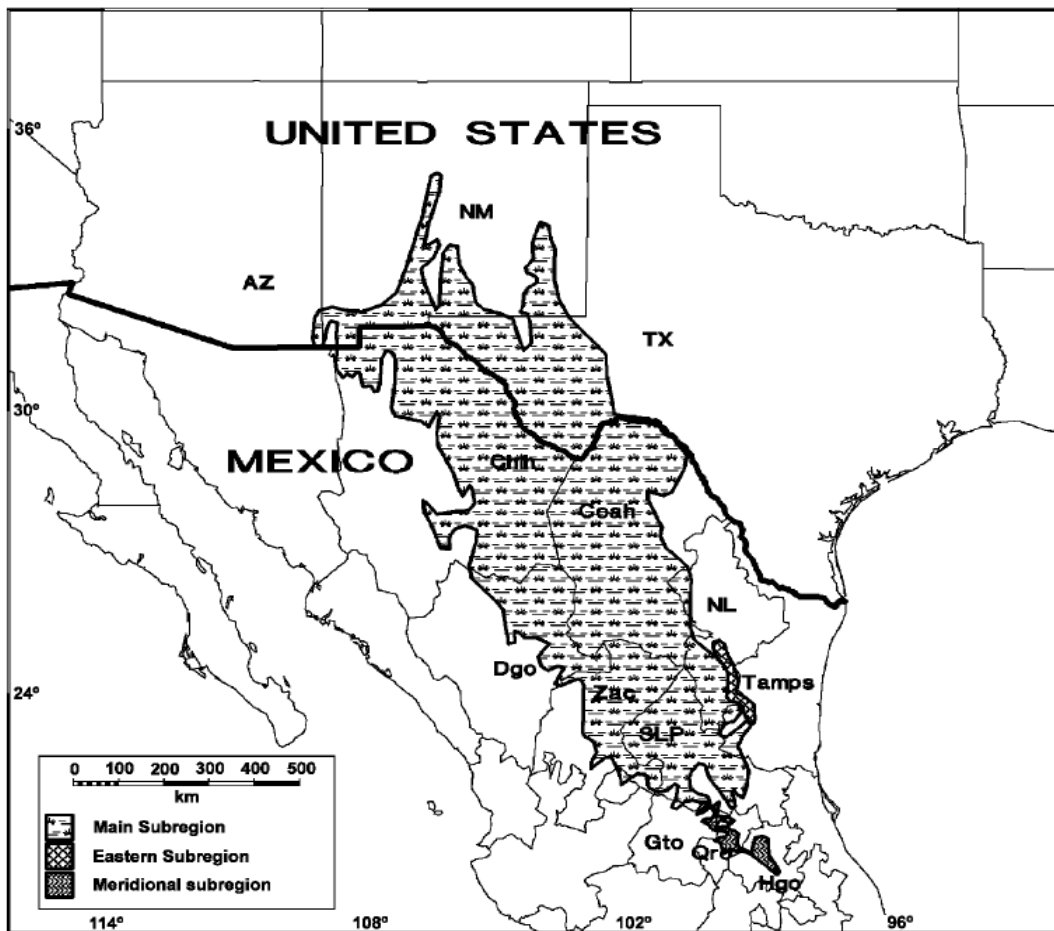 36°
UNITED STATES
NM
AZ
TX
30°
MEXICO
Chih
Coah
NL
Dgo
Zac
Tamps
24°
SLP
0 100 200 300 400 500
km
Main Subregion
Eastern Subregion
Meridional subregion
Gto
Qro
Hgo
114°
108°
102°
96°